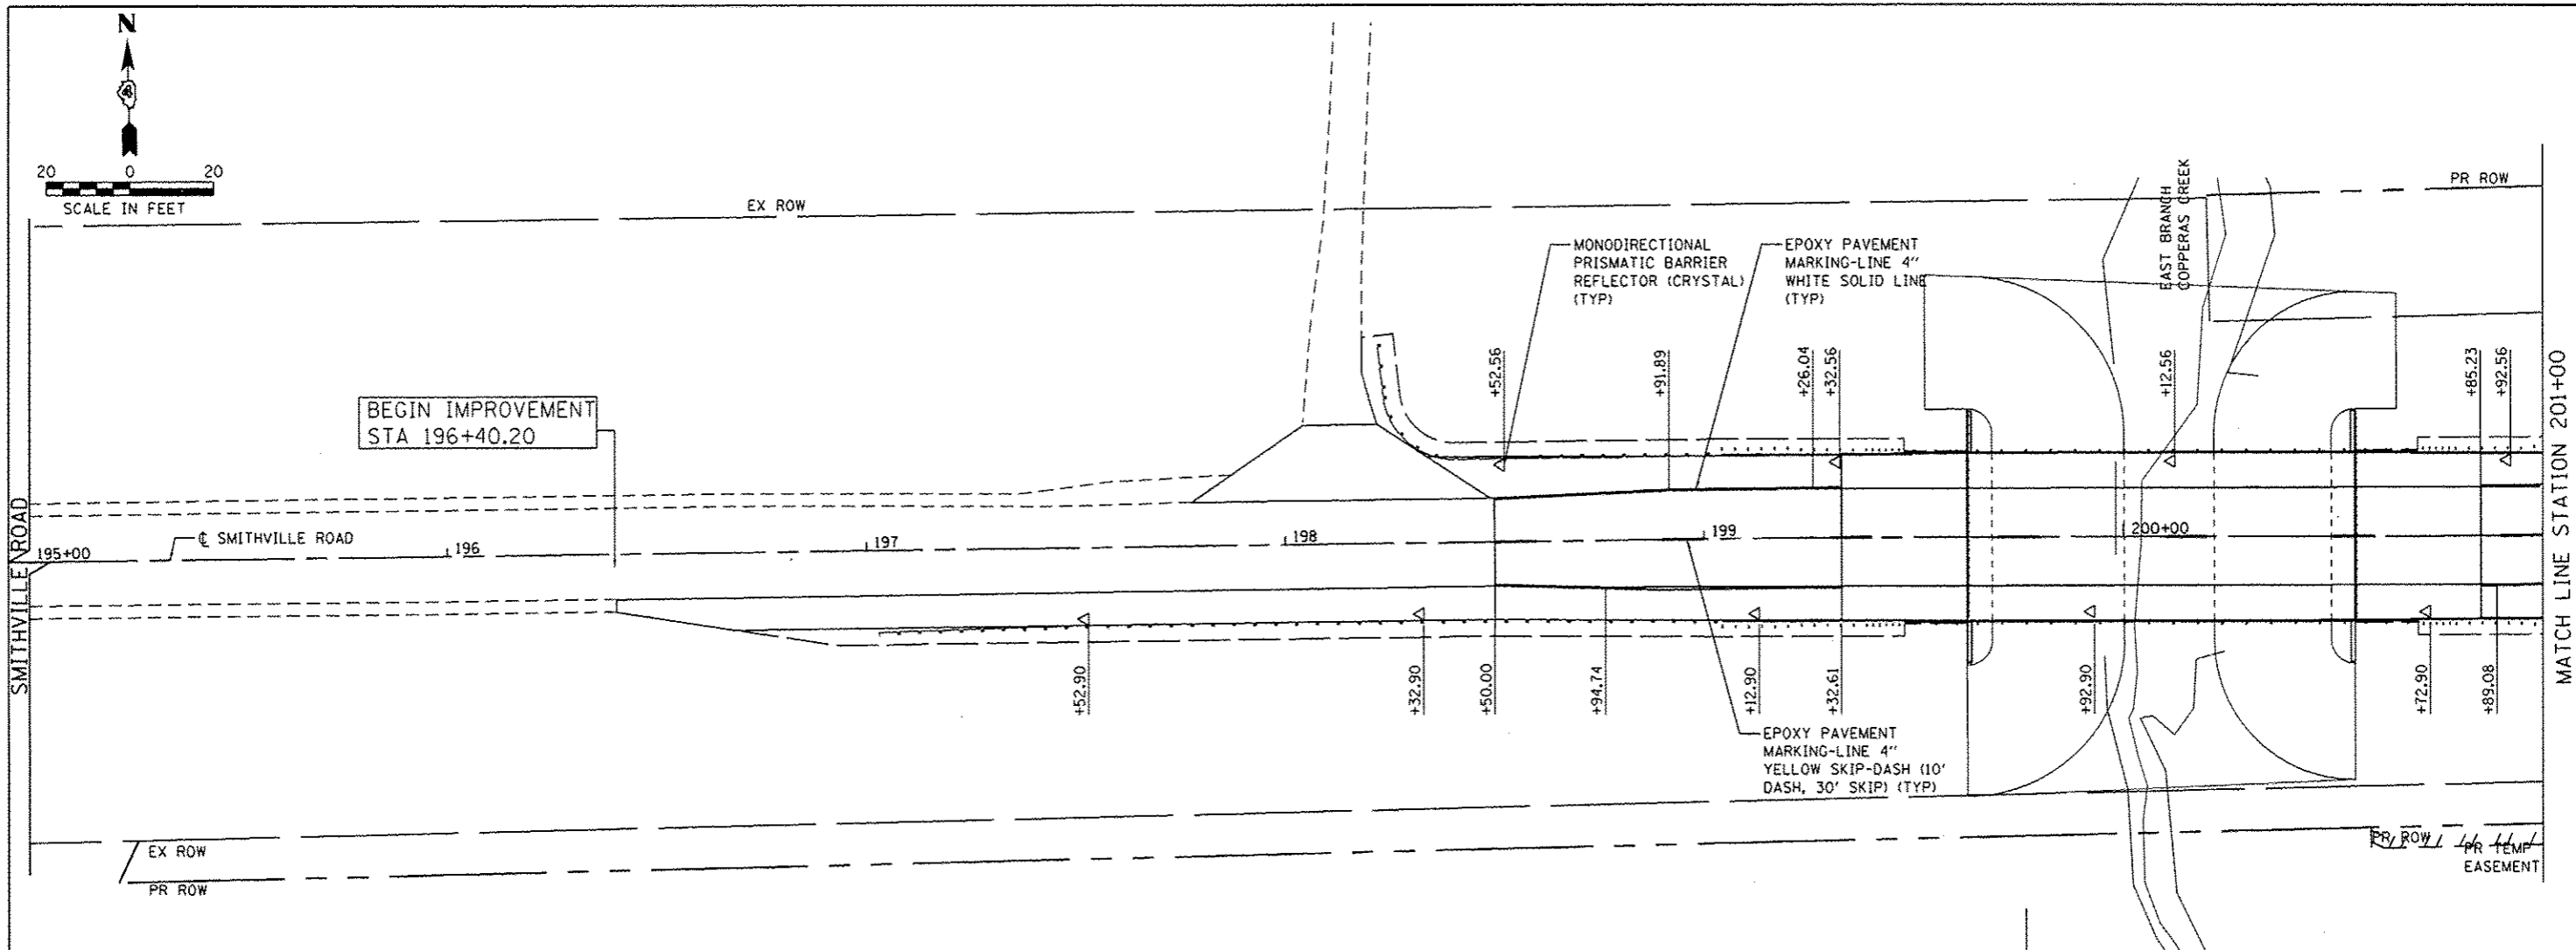 N
20 0 20
SCALE IN FEET
EX ROW
PR ROW
EAST BRANCH
COPPERAS CREEK
MONODIRECTIONAL
PRISMATIC BARRIER
REFLECTOR (CRYSTAL)
(TYP)
EPOXY PAVEMENT
MARKING-LINE 4"
WHITE SOLID LINE
(TYP)
+52.56
+91.89
+26.04
+32.56
+12.56
+85.23
+92.56
BEGIN IMPROVEMENT
STA 196+40.20
SMITHVILLE ROAD
℄ SMITHVILLE ROAD
195+00
196
197
198
199
200+00
MATCH LINE STATION 201+00
+52.90
+32.90
+50.00
+94.74
+12.90
+32.61
+92.90
+72.90
+89.08
EPOXY PAVEMENT
MARKING-LINE 4"
YELLOW SKIP-DASH (10'
DASH, 30' SKIP) (TYP)
EX ROW
PR ROW
PR ROW
PR TEMP
EASEMENT